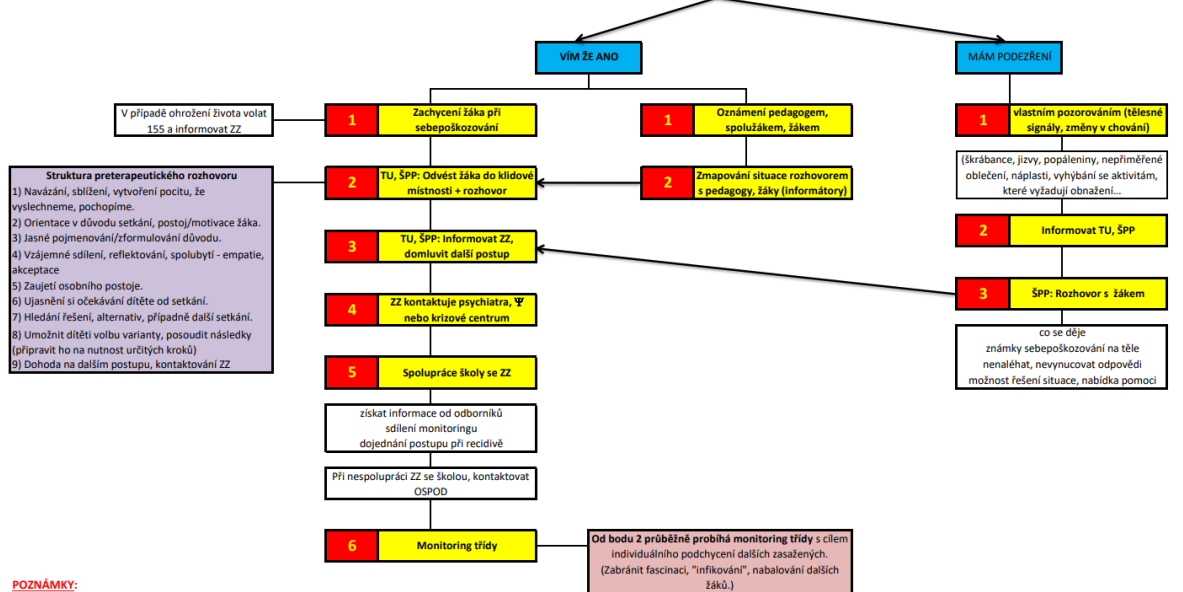 VÍM ŽE ANO
MÁM PODEZŘENÍ
V případě ohrožení života volat
155 a informovat ZZ
1
Zachycení žáka při
sebepoškozování
1
Oznámení pedagogem,
spolužákem, žákem
1
vlastním pozorováním (tělesné
signály, změny v chování)
(škrábance, jizvy, popáleniny, nepřiměřené
oblečení, náplasti, vyhýbání se aktivitám,
které vyžadují obnažení...
Struktura preterapeutického rozhovoru
1) Navázání, sblížení, vytvoření pocitu, že
vyslechneme, pochopíme.
2) Orientace v důvodu setkání, postoj/motivace žáka.
3) Jasné pojmenování/zformulování důvodu.
4) Vzájemné sdílení, reflektování, spolubytí - empatie,
akceptace
5) Zaujetí osobního postoje.
6) Ujasnění si očekávání dítěte od setkání.
7) Hledání řešení, alternativ, případně další setkání.
8) Umožnit dítěti volbu varianty, posoudit následky
(připravit ho na nutnost určitých kroků)
9) Dohoda na dalším postupu, kontaktování ZZ
2
TU, ŠPP: Odvést žáka do klidové
místnosti + rozhovor
2
Zmapování situace rozhovorem
s pedagogy, žáky (informátory)
2
Informovat TU, ŠPP
3
TU, ŠPP: Informovat ZZ,
domluvit další postup
3
ŠPP: Rozhovor s žákem
4
ZZ kontaktuje psychiatra, Ψ
nebo krizové centrum
co se děje
známky sebepoškozování na těle
nenaléhat, nevynucovat odpovědi
možnost řešení situace, nabídka pomoci
5
Spolupráce školy se ZZ
získat informace od odborníků
sdílení monitoringu
dojednání postupu při recidivě
Při nespolupráci ZZ se školou, kontaktovat
OSPOD
6
Monitoring třídy
Od bodu 2 průběžně probíhá monitoring třídy s cílem
individuálního podchycení dalších zasažených.
(Zabránit fascinaci, "infikování", nabalování dalších
žáků.)
POZNÁMKY: